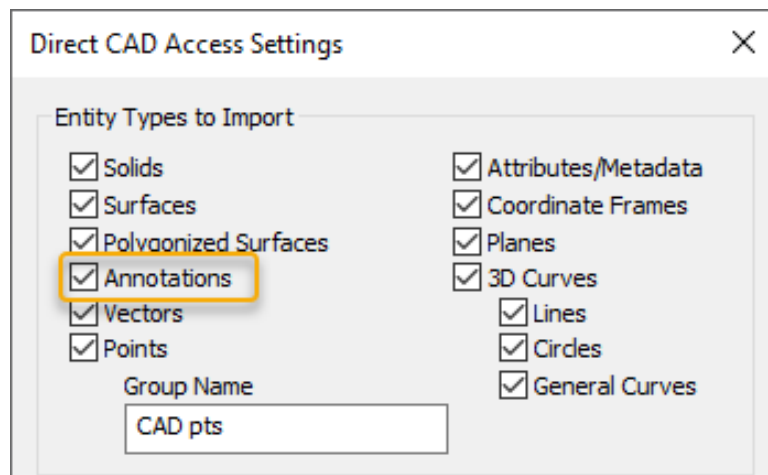 Direct CAD Access Settings
Entity Types to Import
Solids
Surfaces
Polygonized Surfaces
Annotations
Vectors
Points
Group Name
CAD pts
Attributes/Metadata
Coordinate Frames
Planes
3D Curves
Lines
Circles
General Curves